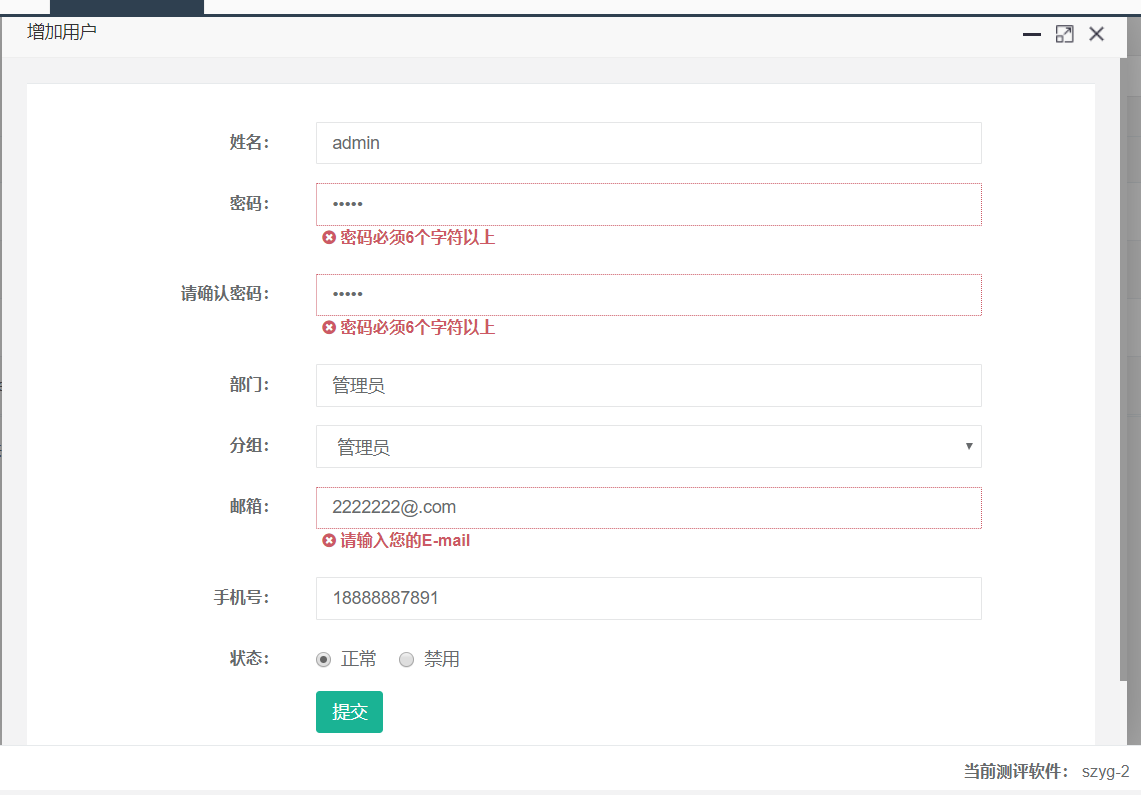 增加用户
姓名： admin
密码： •••••
密码必须6个字符以上
请确认密码： •••••
密码必须6个字符以上
部门： 管理员
分组： 管理员
邮箱： 2222222@.com
请输入您的E-mail
手机号： 18888887891
状态： 正常 禁用
提交
当前测评软件： szyg-2